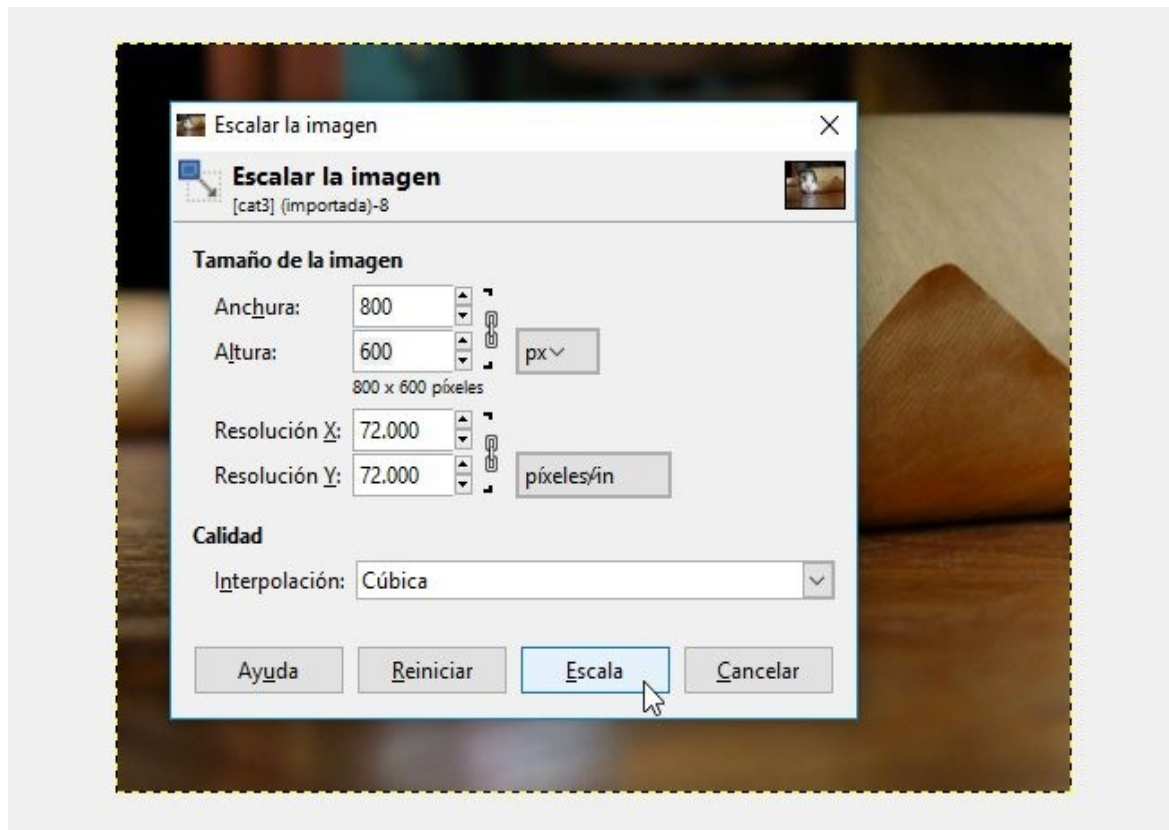 Escalar la imagen
Escalar la imagen
[cat3] (importada)-8
Tamaño de la imagen
Anchura: 800
Altura: 600 px
800 x 600 píxeles
Resolución X: 72.000
Resolución Y: 72.000 píxeles/in
Calidad
Interpolación: Cúbica
Ayuda Reiniciar Escala Cancelar